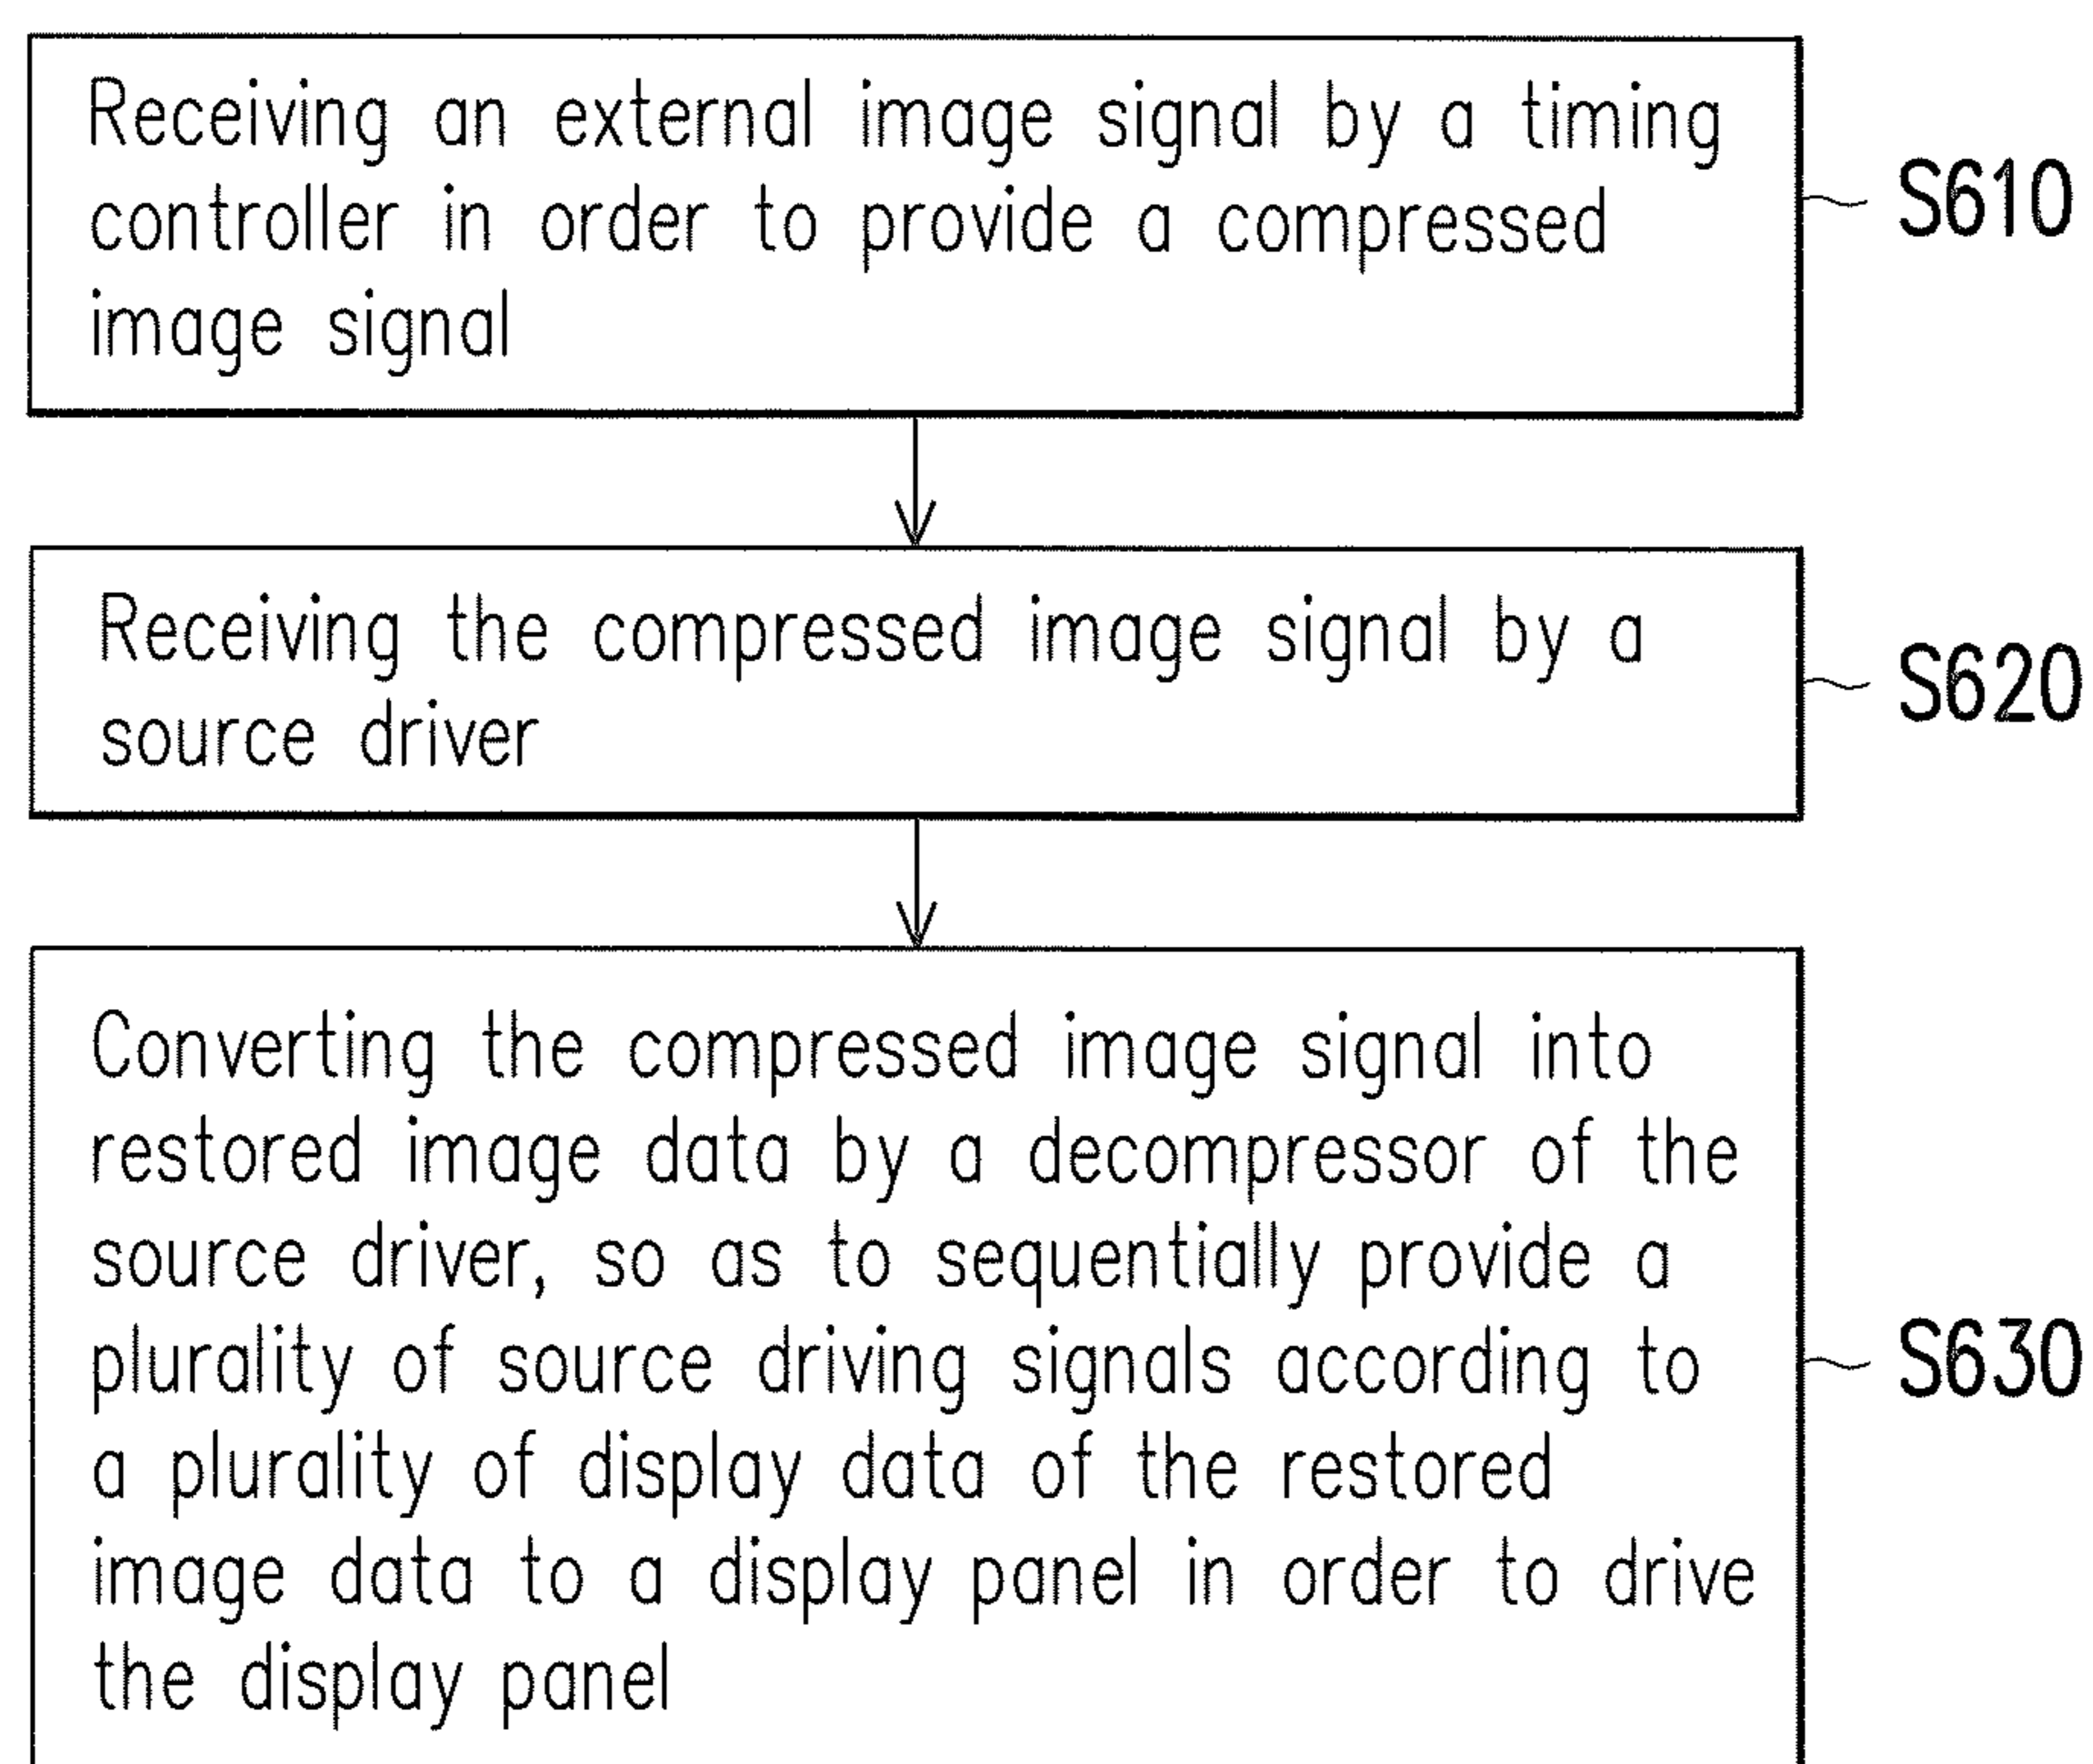 Receiving an external image signal by a timing
controller in order to provide a compressed
image signal
S610
Receiving the compressed image signal by a
source driver
S620
Converting the compressed image signal into
restored image data by a decompressor of the
source driver, so as to sequentially provide a
plurality of source driving signals according to
a plurality of display data of the restored
image data to a display panel in order to drive
the display panel
S630